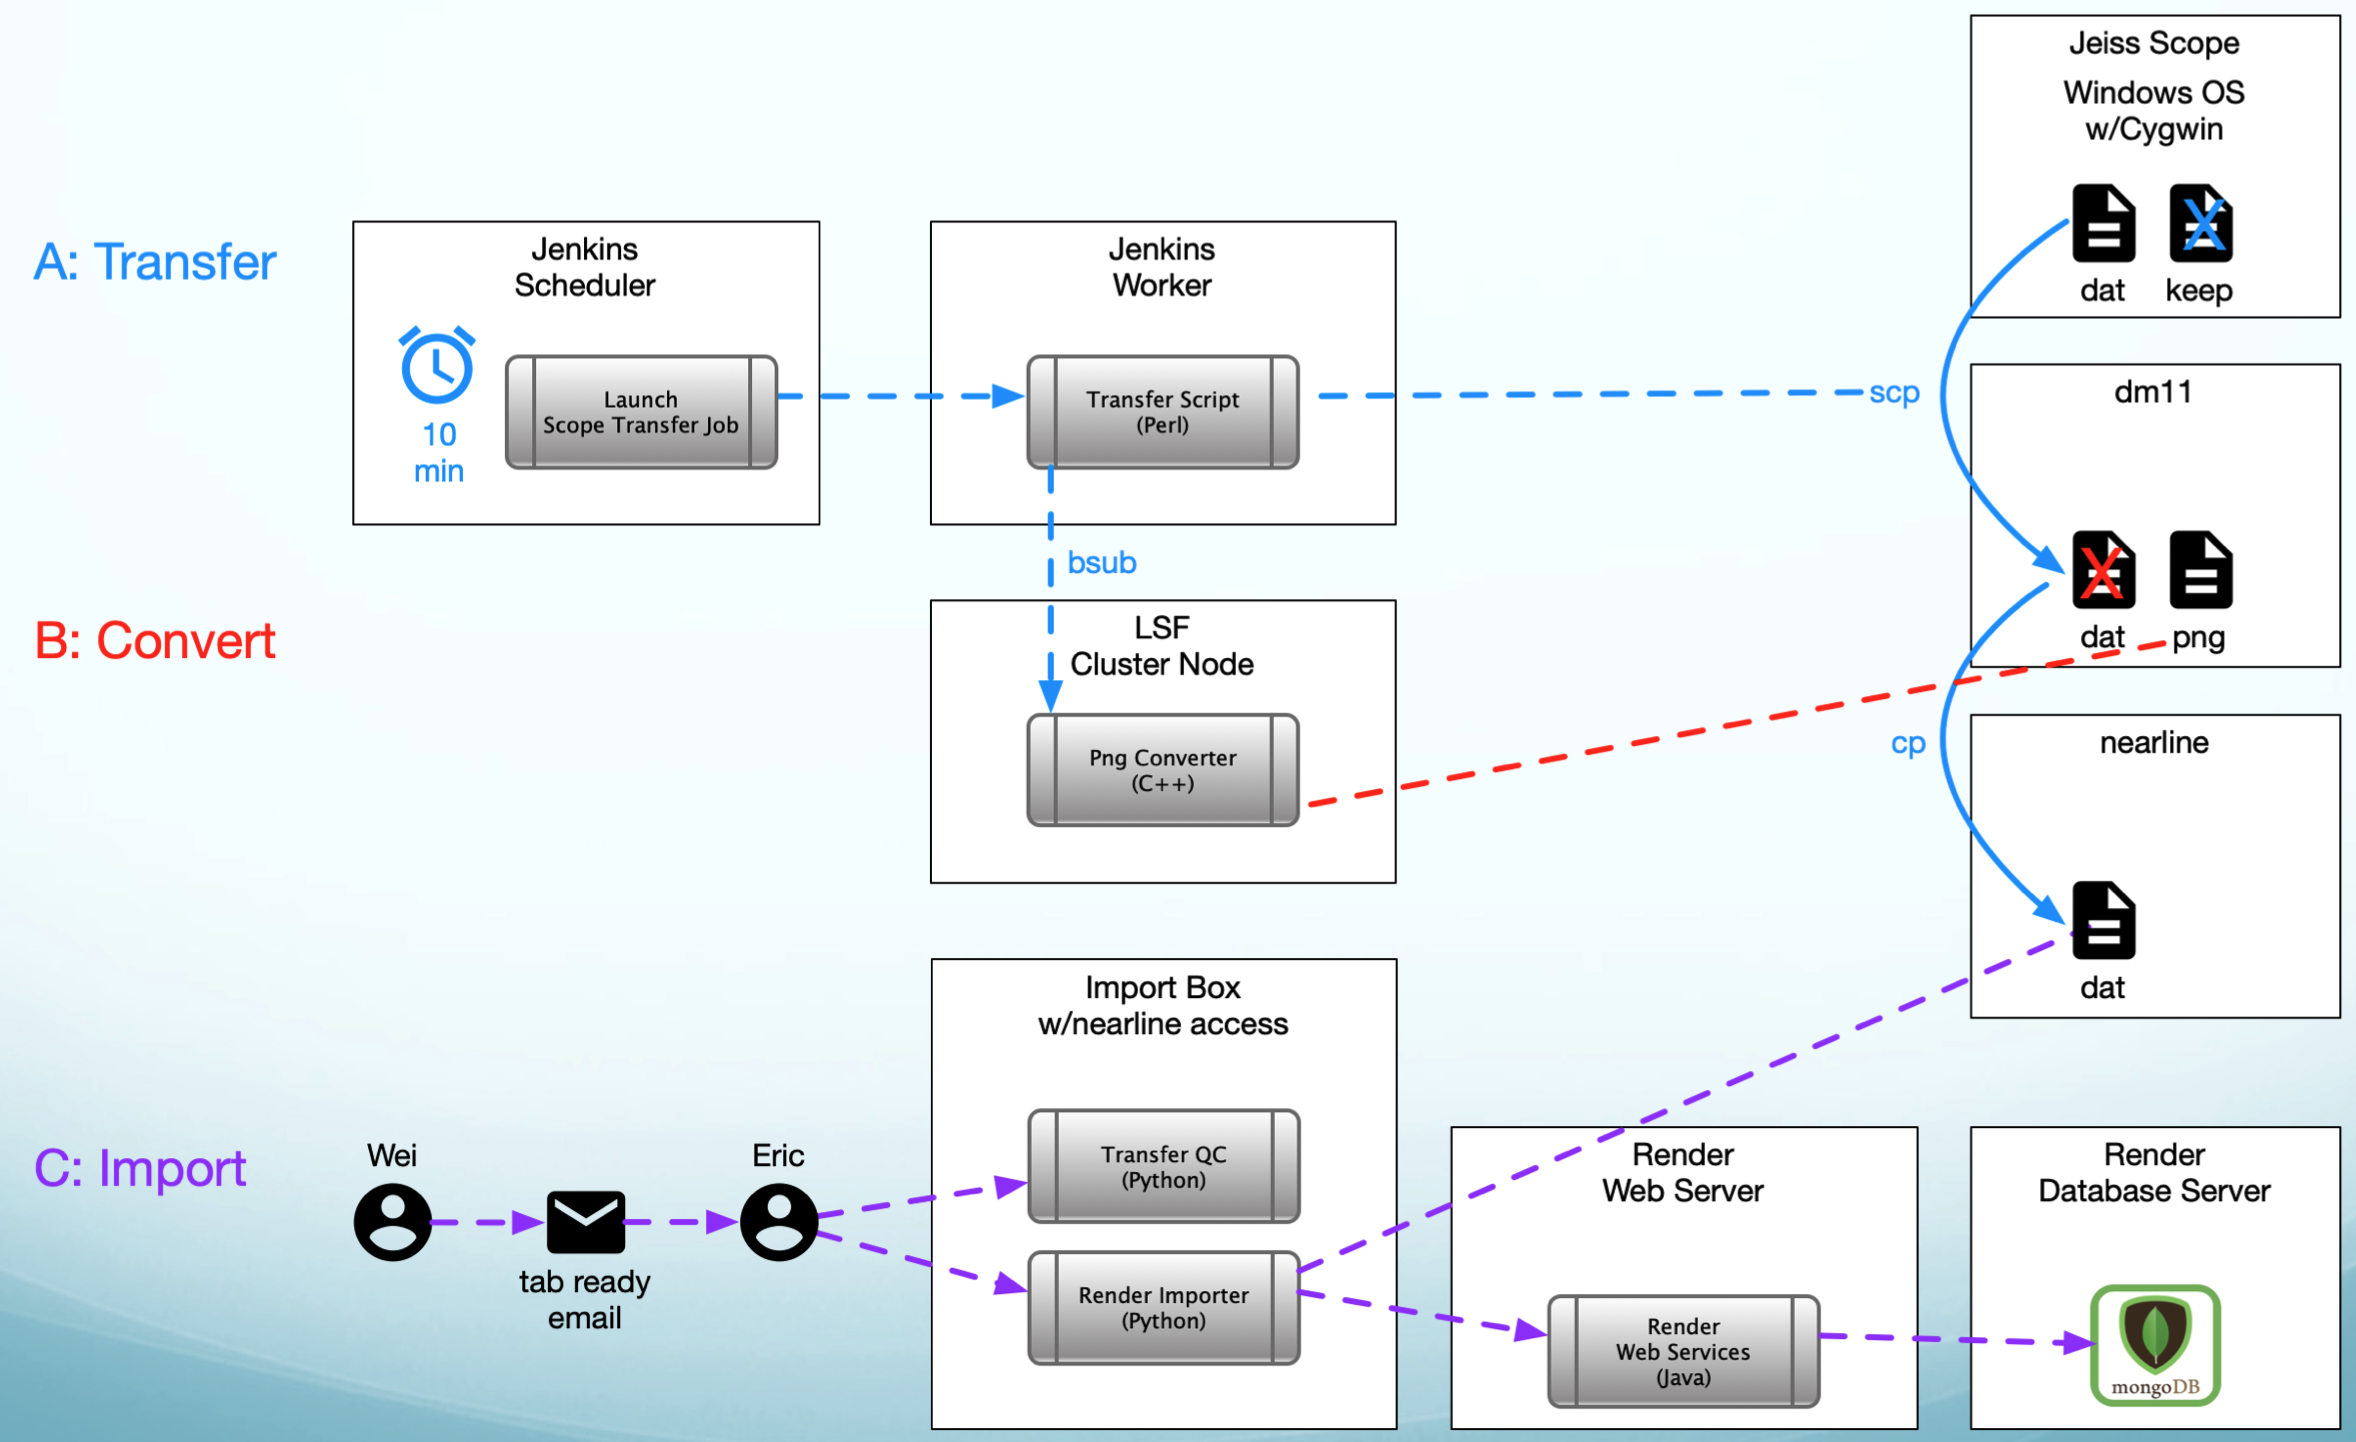 Jeiss Scope
Windows OS
w/Cygwin
dat
X
keep
A: Transfer
Jenkins
Scheduler
10
min
Launch
Scope Transfer Job
Jenkins
Worker
Transfer Script
(Perl)
scp
bsub
dm11
X
dat
png
B: Convert
LSF
Cluster Node
Png Converter
(C++)
cp
nearline
dat
C: Import
Wei
tab ready
email
Eric
Import Box
w/nearline access
Transfer QC
(Python)
Render Importer
(Python)
Render
Web Server
Render
Web Services
(Java)
Render
Database Server
mongoDB